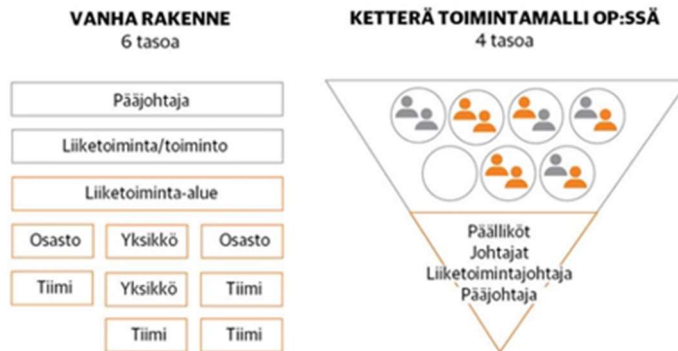 VANHA RAKENNE
6 tasoa
Pääjohtaja
Liiketoiminta/toiminto
Liiketoiminta-alue
Osasto Yksikkö Osasto
Tiimi Yksikkö Tiimi
Tiimi Tiimi
KETTERÄ TOIMINTAMALLI OP:SSÄ
4 tasoa
Päälliköt
Johtajat
Liiketoimintajohtaja
Pääjohtaja